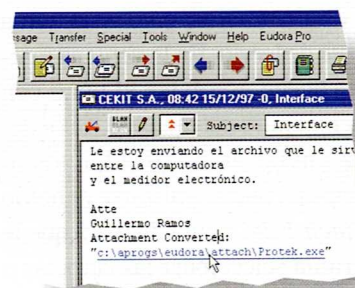 sage Transfer Special Tools Window Help Eudora Pro
CEKIT S.A., 08:42 15/12/97 -0, Interface
BLAH
Subject: Interface
Le estoy enviando el archivo que le sirv
entre la computadora
y el medidor electrónico.
Atte
Guillermo Ramos
Attachment Converted:
"c:\aprogs\eudora\attach\Protek.exe"